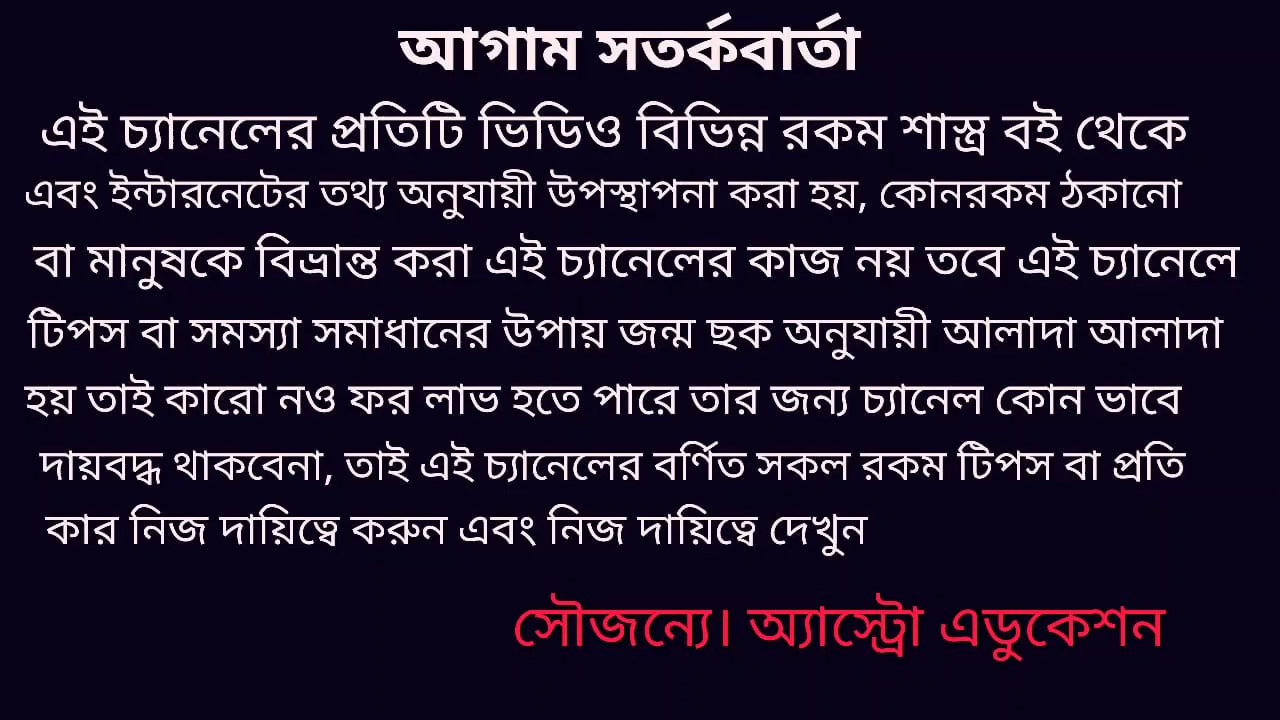 আগাম সতর্কবার্তা
এই চ্যানেলের প্রতিটি ভিডিও বিভিন্ন রকম শাস্ত্র বই থেকে
এবং ইন্টারনেটের তথ্য অনুযায়ী উপস্থাপনা করা হয়, কোনরকম ঠকানো
বা মানুষকে বিভ্রান্ত করা এই চ্যানেলের কাজ নয় তবে এই চ্যানেলে
টিপস বা সমস্যা সমাধানের উপায় জন্ম ছক অনুযায়ী আলাদা আলাদা
হয় তাই কারো নও ফর লাভ হতে পারে তার জন্য চ্যানেল কোন ভাবে
দায়বদ্ধ থাকবেনা, তাই এই চ্যানেলের বর্ণিত সকল রকম টিপস বা প্রতি
কার নিজ দায়িত্বে করুন এবং নিজ দায়িত্বে দেখুন
সৌজন্যে। অ্যাস্ট্রো এডুকেশন